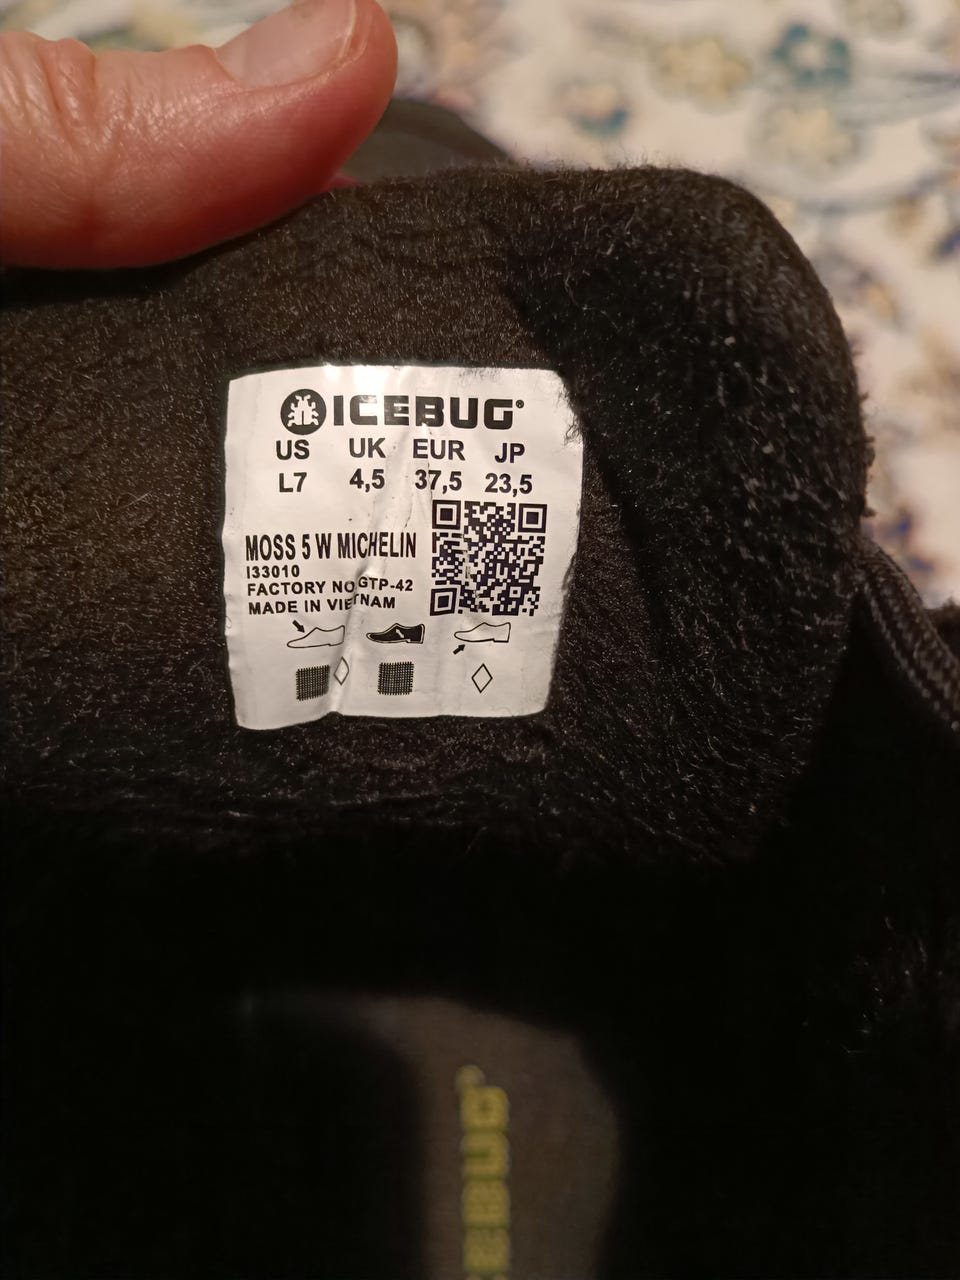 ICEBUG®
US UK EUR JP
L7 4,5 37,5 23,5
MOSS 5 W MICHELIN
I33010
FACTORY NO GTP-42
MADE IN VIETNAM